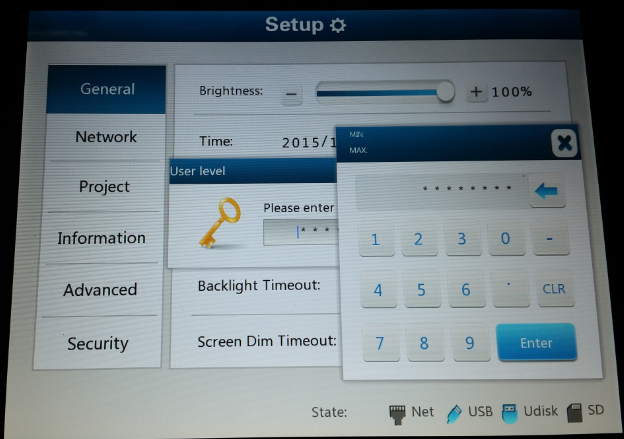 Setup
General
Network
Project
Information
Advanced
Security
Brightness:
− + 100%
Time: 2015/1
User level
Please enter
* * * *
Backlight Timeout:
Screen Dim Timeout:
MIN.
MAX.
* * * * * * * *
1 2 3 0 -
4 5 6 . CLR
7 8 9 Enter
State: Net USB Udisk SD